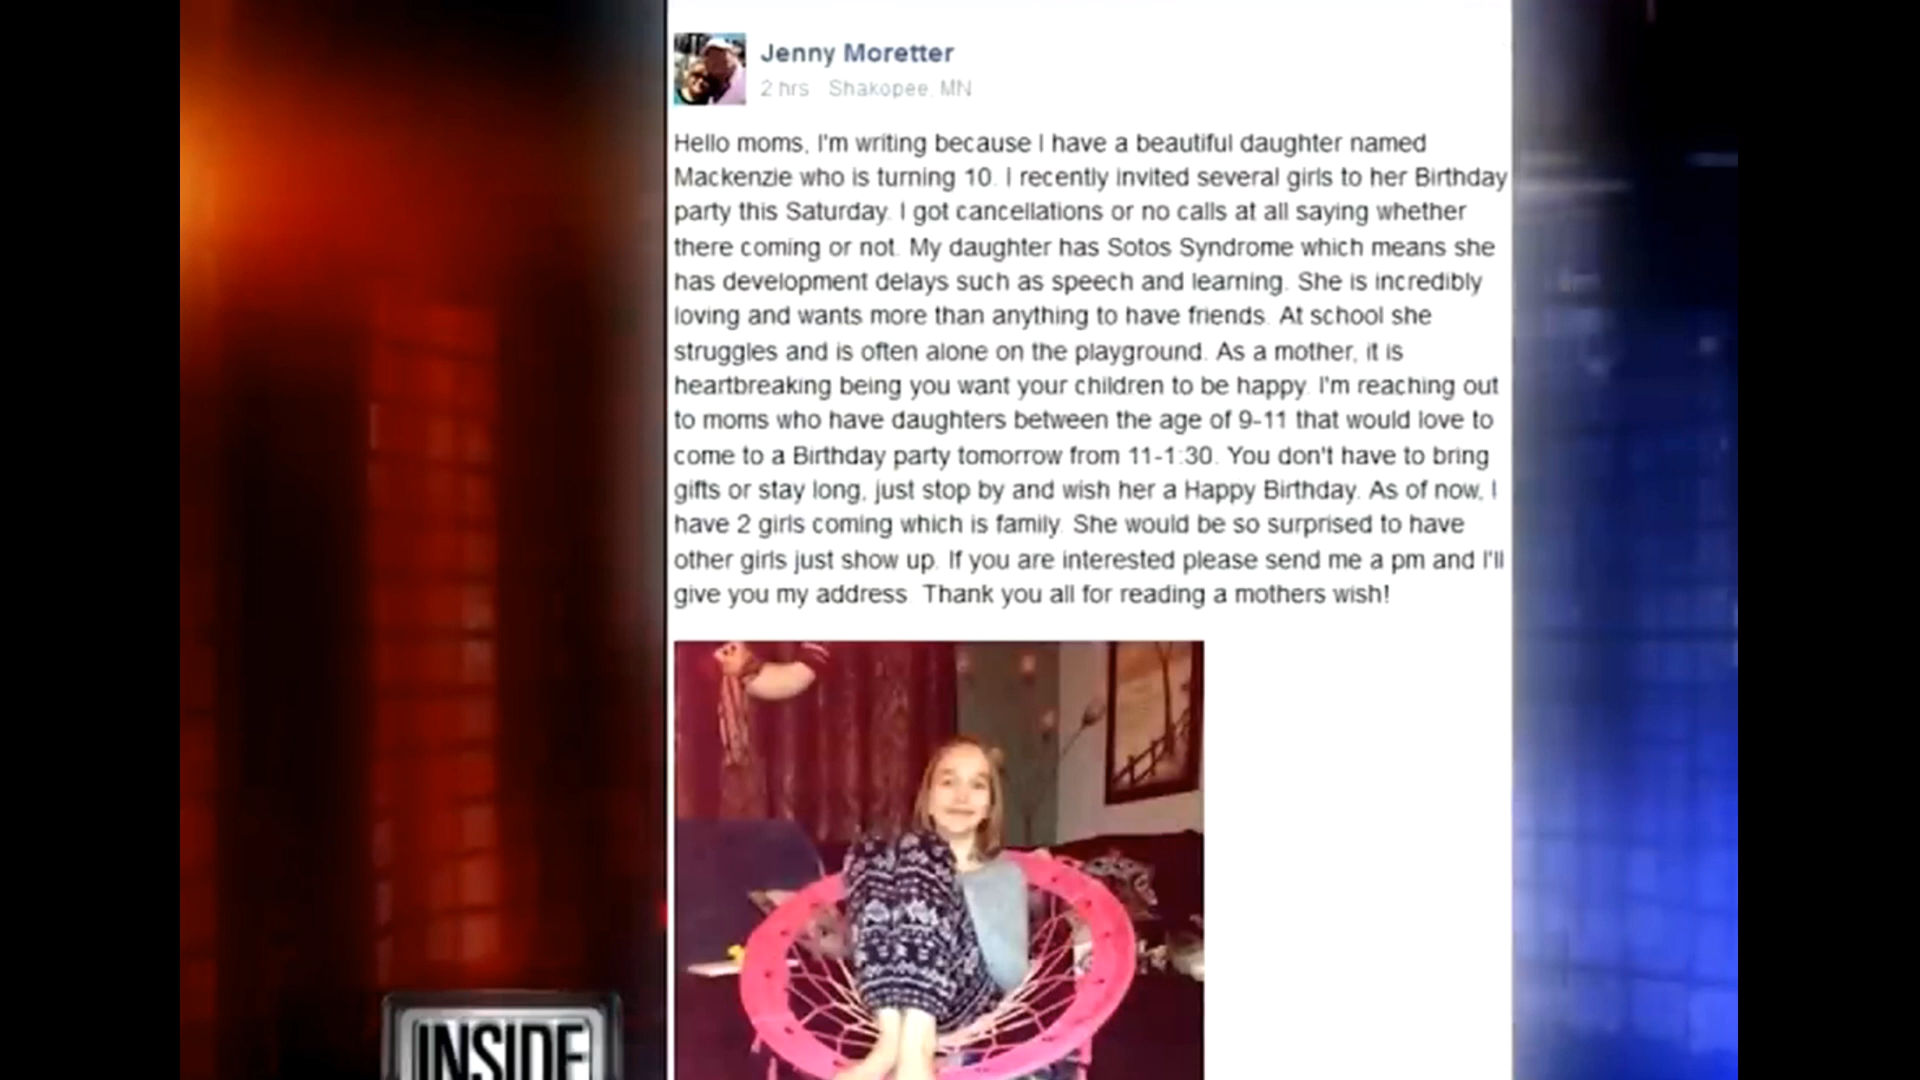 Jenny Moretter
2 hrs Shakopee, MN
Hello moms, I'm writing because I have a beautiful daughter named
Mackenzie who is turning 10. I recently invited several girls to her Birthday
party this Saturday. I got cancellations or no calls at all saying whether
there coming or not. My daughter has Sotos Syndrome which means she
has development delays such as speech and learning. She is incredibly
loving and wants more than anything to have friends. At school she
struggles and is often alone on the playground. As a mother, it is
heartbreaking being you want your children to be happy. I'm reaching out
to moms who have daughters between the age of 9-11 that would love to
come to a Birthday party tomorrow from 11-1:30. You don't have to bring
gifts or stay long, just stop by and wish her a Happy Birthday. As of now, I
have 2 girls coming which is family. She would be so surprised to have
other girls just show up. If you are interested please send me a pm and I'll
give you my address. Thank you all for reading a mothers wish!
INSIDE